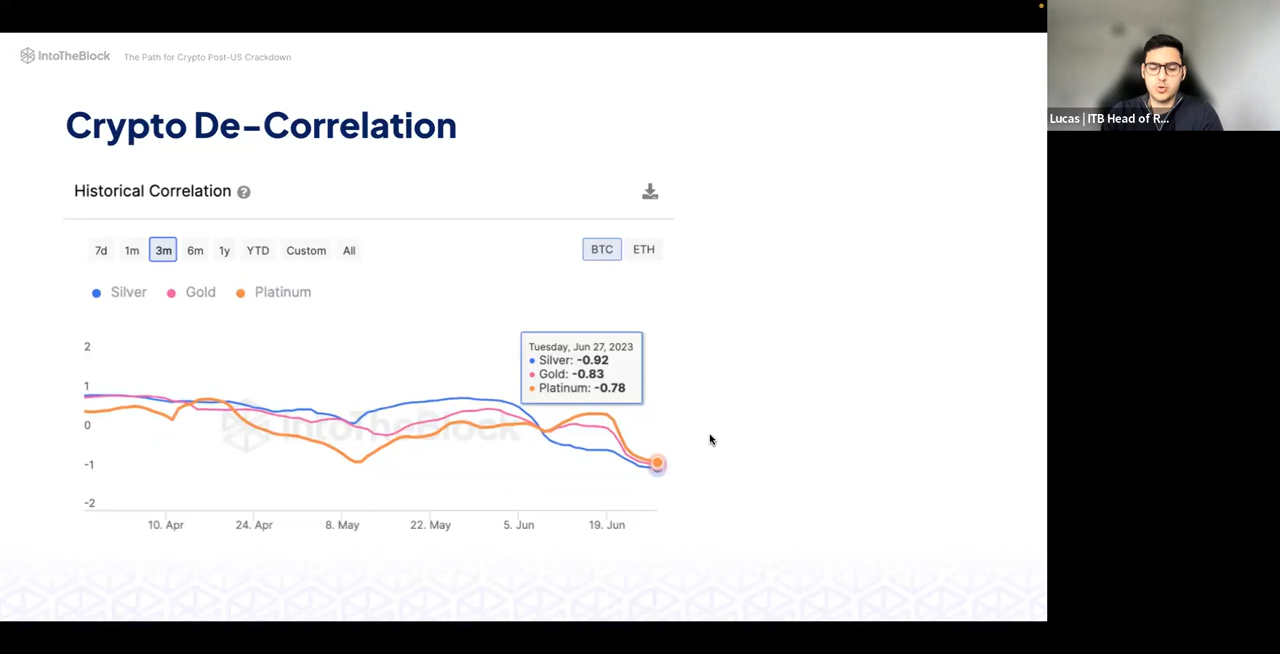 IntoTheBlock The Path for Crypto Post-US Crackdown
Crypto De-Correlation
Historical Correlation ?
7d 1m 3m 6m 1y YTD Custom All BTC ETH
Silver Gold Platinum
2
1
0
-1
-2
IntoTheBlock
Tuesday, Jun 27, 2023
Silver: -0.92
Gold: -0.83
Platinum: -0.78
10. Apr 24. Apr 8. May 22. May 5. Jun 19. Jun
Lucas | ITB Head of R...